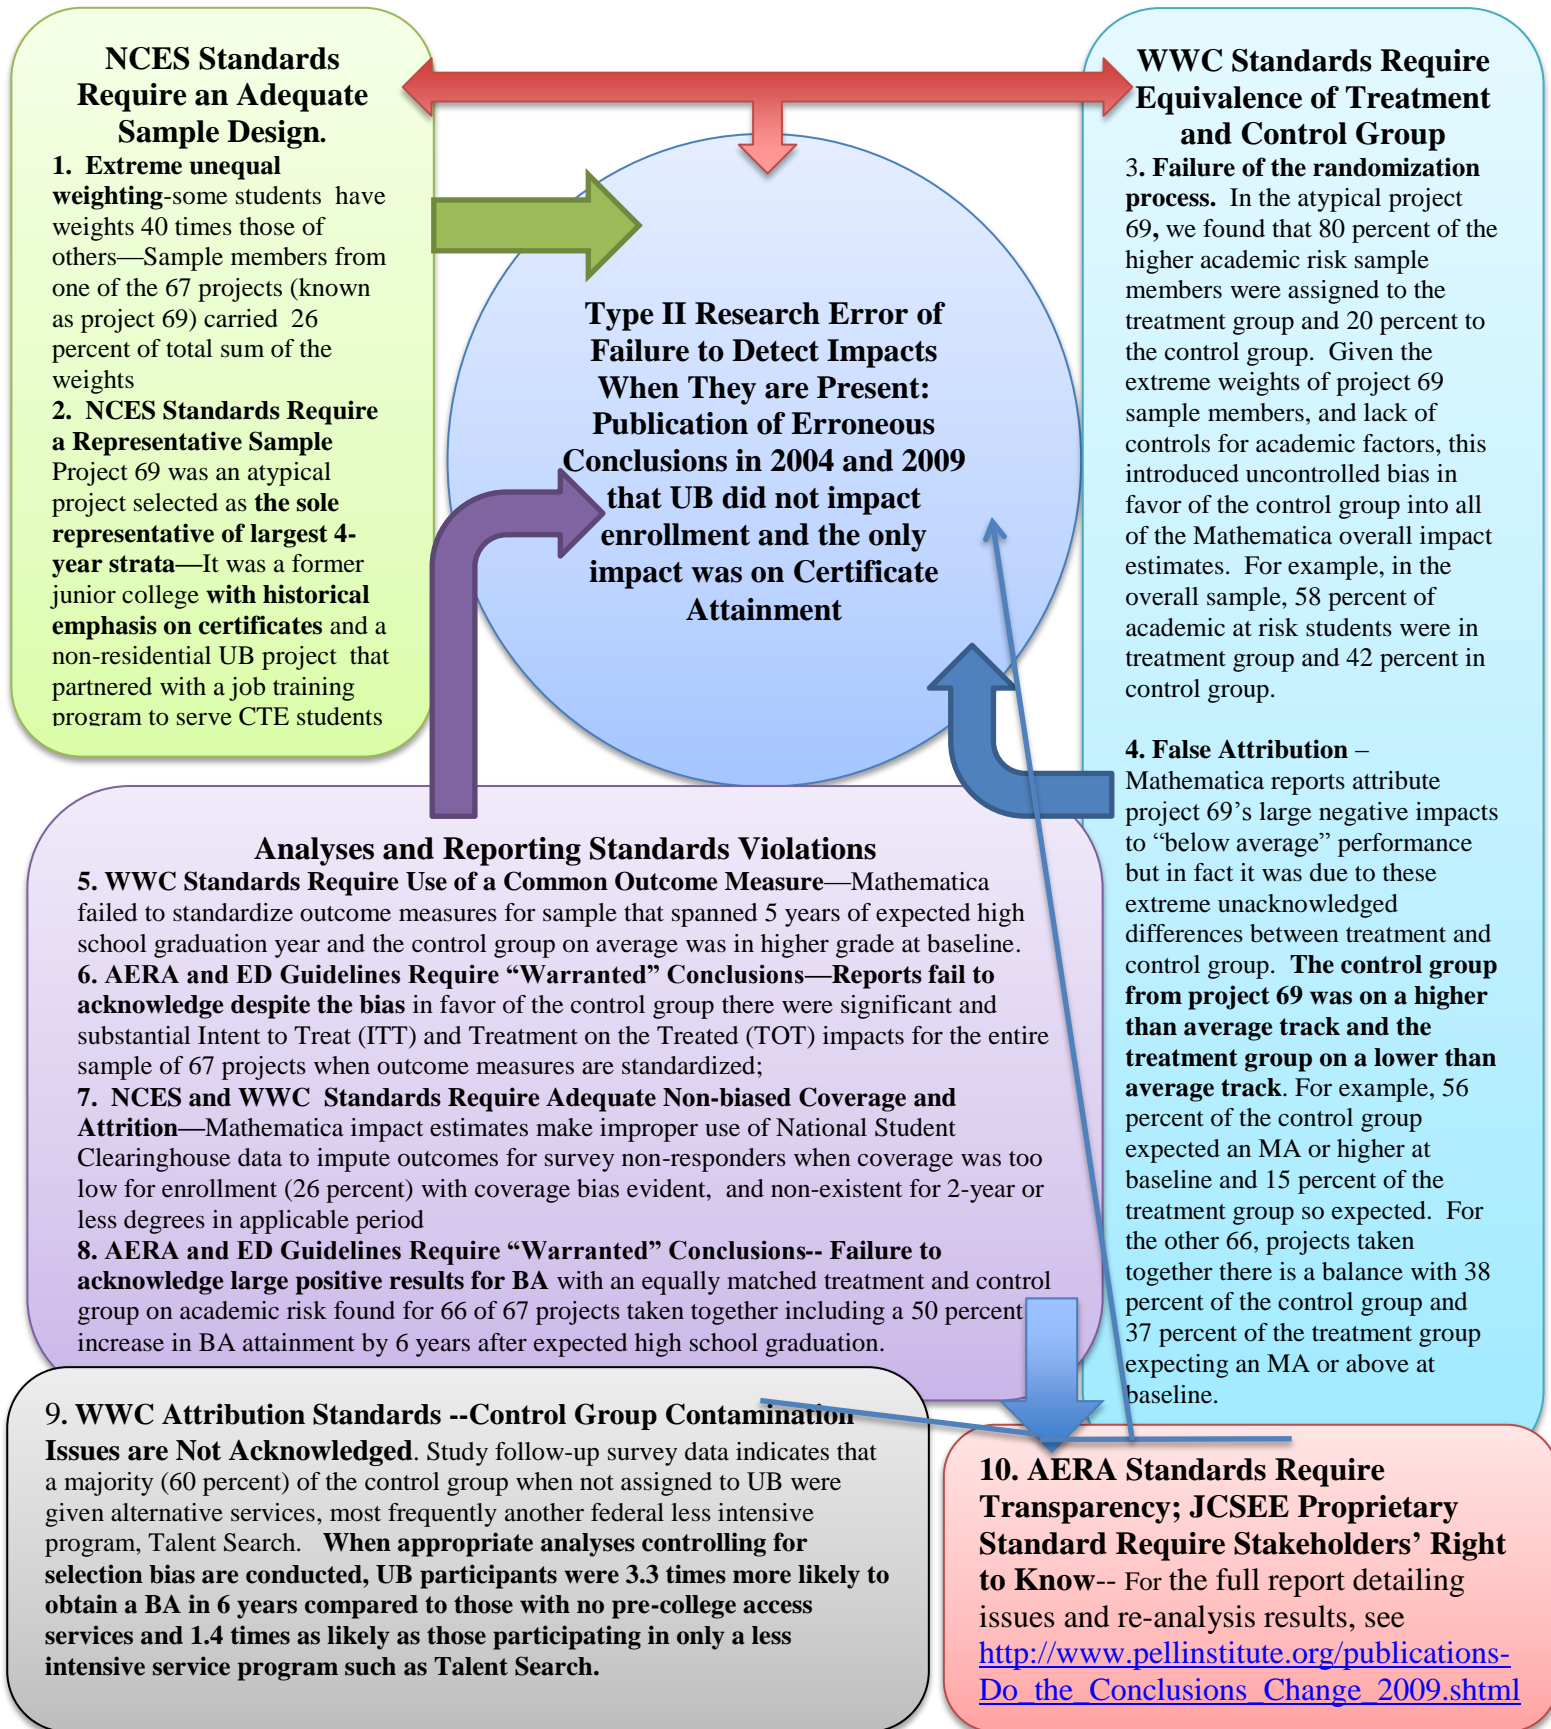 NCES Standards
Require an Adequate
Sample Design.
1. Extreme unequal
weighting-some students have
weights 40 times those of
others—Sample members from
one of the 67 projects (known
as project 69) carried 26
percent of total sum of the
weights
2. NCES Standards Require
a Representative Sample
Project 69 was an atypical
project selected as the sole
representative of largest 4-
year strata—It was a former
junior college with historical
emphasis on certificates and a
non-residential UB project that
partnered with a job training
program to serve CTE students
Type II Research Error of
Failure to Detect Impacts
When They are Present:
Publication of Erroneous
Conclusions in 2004 and 2009
that UB did not impact
enrollment and the only
impact was on Certificate
Attainment
WWC Standards Require
Equivalence of Treatment
and Control Group
3. Failure of the randomization
process. In the atypical project
69, we found that 80 percent of the
higher academic risk sample
members were assigned to the
treatment group and 20 percent to
the control group. Given the
extreme weights of project 69
sample members, and lack of
controls for academic factors, this
introduced uncontrolled bias in
favor of the control group into all
of the Mathematica overall impact
estimates. For example, in the
overall sample, 58 percent of
academic at risk students were in
treatment group and 42 percent in
control group.
4. False Attribution –
Mathematica reports attribute
project 69’s large negative impacts
to “below average” performance
but in fact it was due to these
extreme unacknowledged
differences between treatment and
control group. The control group
from project 69 was on a higher
than average track and the
treatment group on a lower than
average track. For example, 56
percent of the control group
expected an MA or higher at
baseline and 15 percent of the
treatment group so expected. For
the other 66, projects taken
together there is a balance with 38
percent of the control group and
37 percent of the treatment group
expecting an MA or above at
baseline.
Analyses and Reporting Standards Violations
5. WWC Standards Require Use of a Common Outcome Measure—Mathematica
failed to standardize outcome measures for sample that spanned 5 years of expected high
school graduation year and the control group on average was in higher grade at baseline.
6. AERA and ED Guidelines Require “Warranted” Conclusions—Reports fail to
acknowledge despite the bias in favor of the control group there were significant and
substantial Intent to Treat (ITT) and Treatment on the Treated (TOT) impacts for the entire
sample of 67 projects when outcome measures are standardized;
7. NCES and WWC Standards Require Adequate Non-biased Coverage and
Attrition—Mathematica impact estimates make improper use of National Student
Clearinghouse data to impute outcomes for survey non-responders when coverage was too
low for enrollment (26 percent) with coverage bias evident, and non-existent for 2-year or
less degrees in applicable period
8. AERA and ED Guidelines Require “Warranted” Conclusions-- Failure to
acknowledge large positive results for BA with an equally matched treatment and control
group on academic risk found for 66 of 67 projects taken together including a 50 percent
increase in BA attainment by 6 years after expected high school graduation.
9. WWC Attribution Standards --Control Group Contamination
Issues are Not Acknowledged. Study follow-up survey data indicates that
a majority (60 percent) of the control group when not assigned to UB were
given alternative services, most frequently another federal less intensive
program, Talent Search. When appropriate analyses controlling for
selection bias are conducted, UB participants were 3.3 times more likely to
obtain a BA in 6 years compared to those with no pre-college access
services and 1.4 times as likely as those participating in only a less
intensive service program such as Talent Search.
10. AERA Standards Require
Transparency; JCSEE Proprietary
Standard Require Stakeholders’ Right
to Know-- For the full report detailing
issues and re-analysis results, see
http://www.pellinstitute.org/publications-
Do_the_Conclusions_Change_2009.shtml